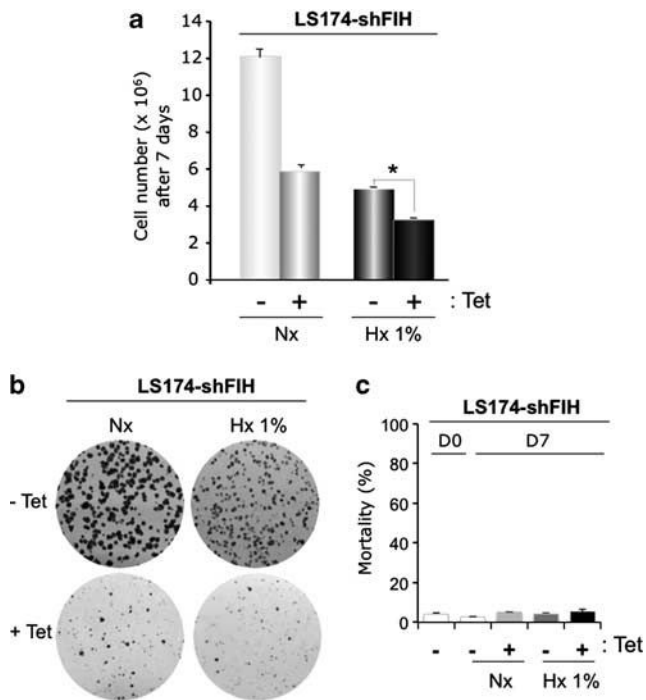 a
LS174-shFIH
Cell number (x 10⁶)
after 7 days
14
12
10
8
6
4
2
0
*
- + - + : Tet
Nx Hx 1%
b
LS174-shFIH
Nx Hx 1%
- Tet
+ Tet
c
LS174-shFIH
D0 D7
Mortality (%)
100
80
60
40
20
0
- - + - + : Tet
Nx Hx 1%